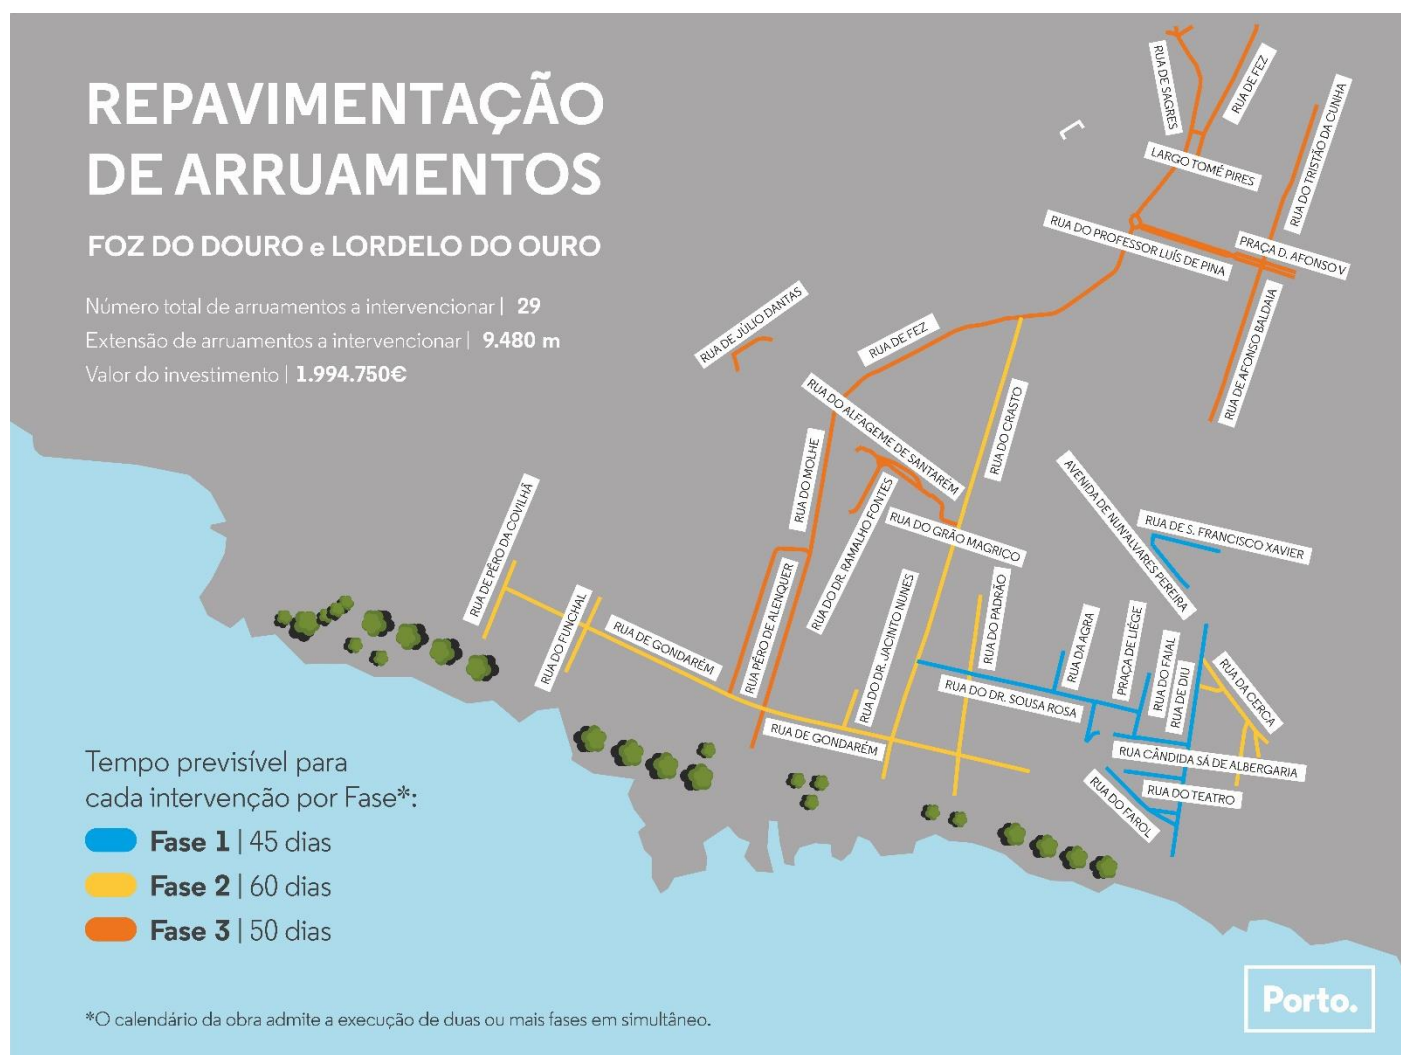 REPAVIMENTAÇÃO
DE ARRUAMENTOS
FOZ DO DOURO e LORDELO DO OURO
Número total de arruamentos a intervencionar | 29
Extensão de arruamentos a intervencionar | 9.480 m
Valor do investimento | 1.994.750€
RUA DE SAGRES
RUA DE FEZ
LARGO TOMÉ PIRES
RUA DO TRISTÃO DA CUNHA
RUA DO PROFESSOR LUÍS DE PINA
PRAÇA D. AFONSO V
RUA DE AFONSO BALDAIA
RUA DE JÚLIO DANTAS
RUA DE FEZ
RUA DO ALFAGEME DE SANTARÉM
RUA DO CRASTO
RUA DO MOLHE
RUA DO DR. RAMALHO FONTES
RUA DO GRÃO MAGRIÇO
AVENIDA DE NUN'ALVARES PEREIRA
RUA DE S. FRANCISCO XAVIER
RUA DE PÊRO DA COVILHÃ
RUA DO FUNCHAL
RUA DE GONDARÉM
RUA PÊRO DE ALENQUER
RUA DO DR. JACINTO NUNES
RUA DO PADRÃO
RUA DA AGRA
PRAÇA DE LIÉGE
RUA DO FAIAL
RUA DE DIU
RUA DA CERCA
RUA DO DR. SOUSA ROSA
RUA DE GONDARÉM
RUA CÂNDIDA SÁ DE ALBERGARIA
RUA DO TEATRO
RUA DO FAROL
Tempo previsível para
cada intervenção por Fase*:
Fase 1 | 45 dias
Fase 2 | 60 dias
Fase 3 | 50 dias
*O calendário da obra admite a execução de duas ou mais fases em simultâneo.
Porto.